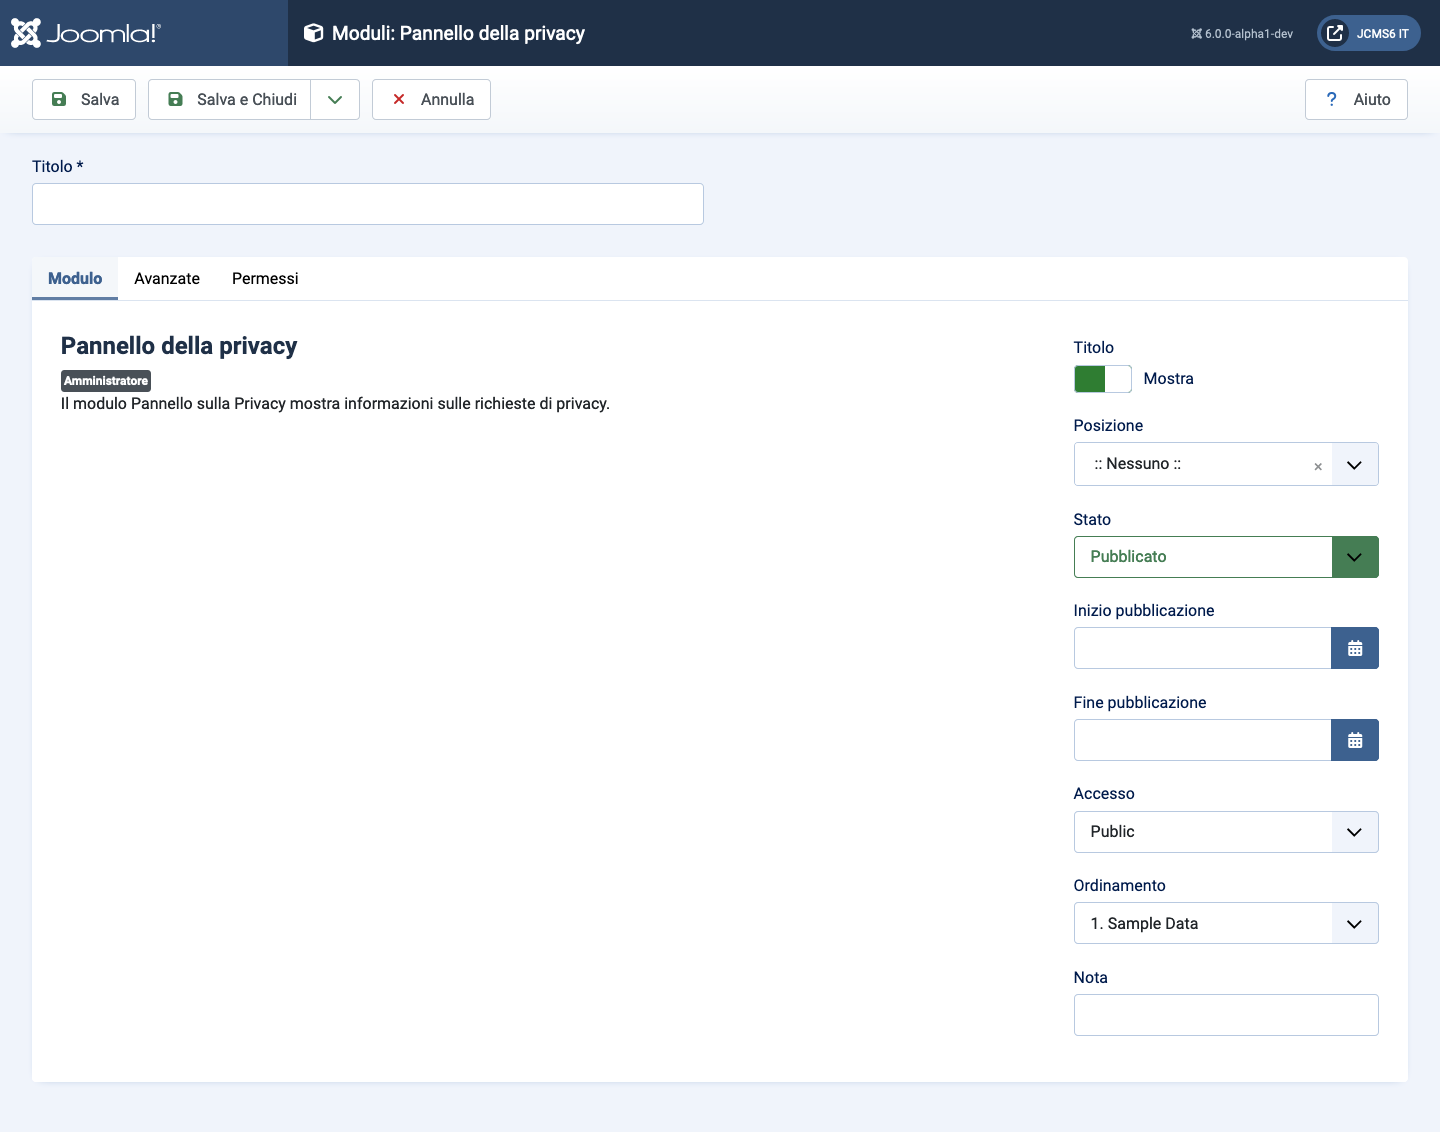 Joomla!®
Moduli: Pannello della privacy
6.0.0-alpha1-dev
JCMS6 IT
Salva
Salva e Chiudi
Annulla
? Aiuto
Titolo *
Modulo
Avanzate
Permessi
Pannello della privacy
Amministratore
Il modulo Pannello sulla Privacy mostra informazioni sulle richieste di privacy.
Titolo
Mostra
Posizione
:: Nessuno ::
×
Stato
Pubblicato
Inizio pubblicazione
Fine pubblicazione
Accesso
Public
Ordinamento
1. Sample Data
Nota